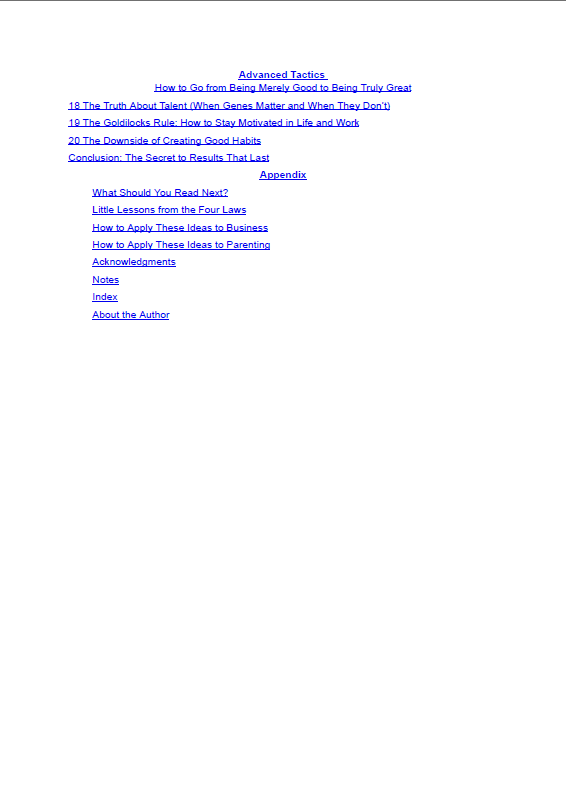 Advanced Tactics
How to Go from Being Merely Good to Being Truly Great
18 The Truth About Talent (When Genes Matter and When They Don't)
19 The Goldilocks Rule: How to Stay Motivated in Life and Work
20 The Downside of Creating Good Habits
Conclusion: The Secret to Results That Last
Appendix
What Should You Read Next?
Little Lessons from the Four Laws
How to Apply These Ideas to Business
How to Apply These Ideas to Parenting
Acknowledgments
Notes
Index
About the Author